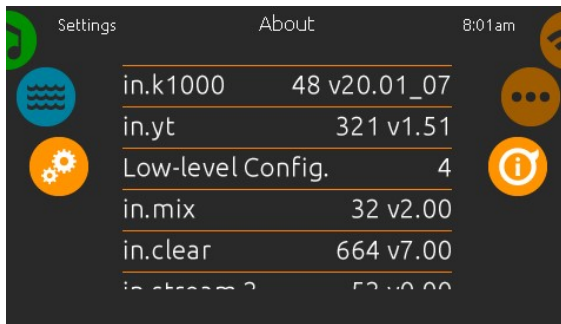 Settings About 8:01am
in.k1000 48 v20.01_07
in.yt 321 v1.51
Low-level Config. 4
in.mix 32 v2.00
in.clear 664 v7.00